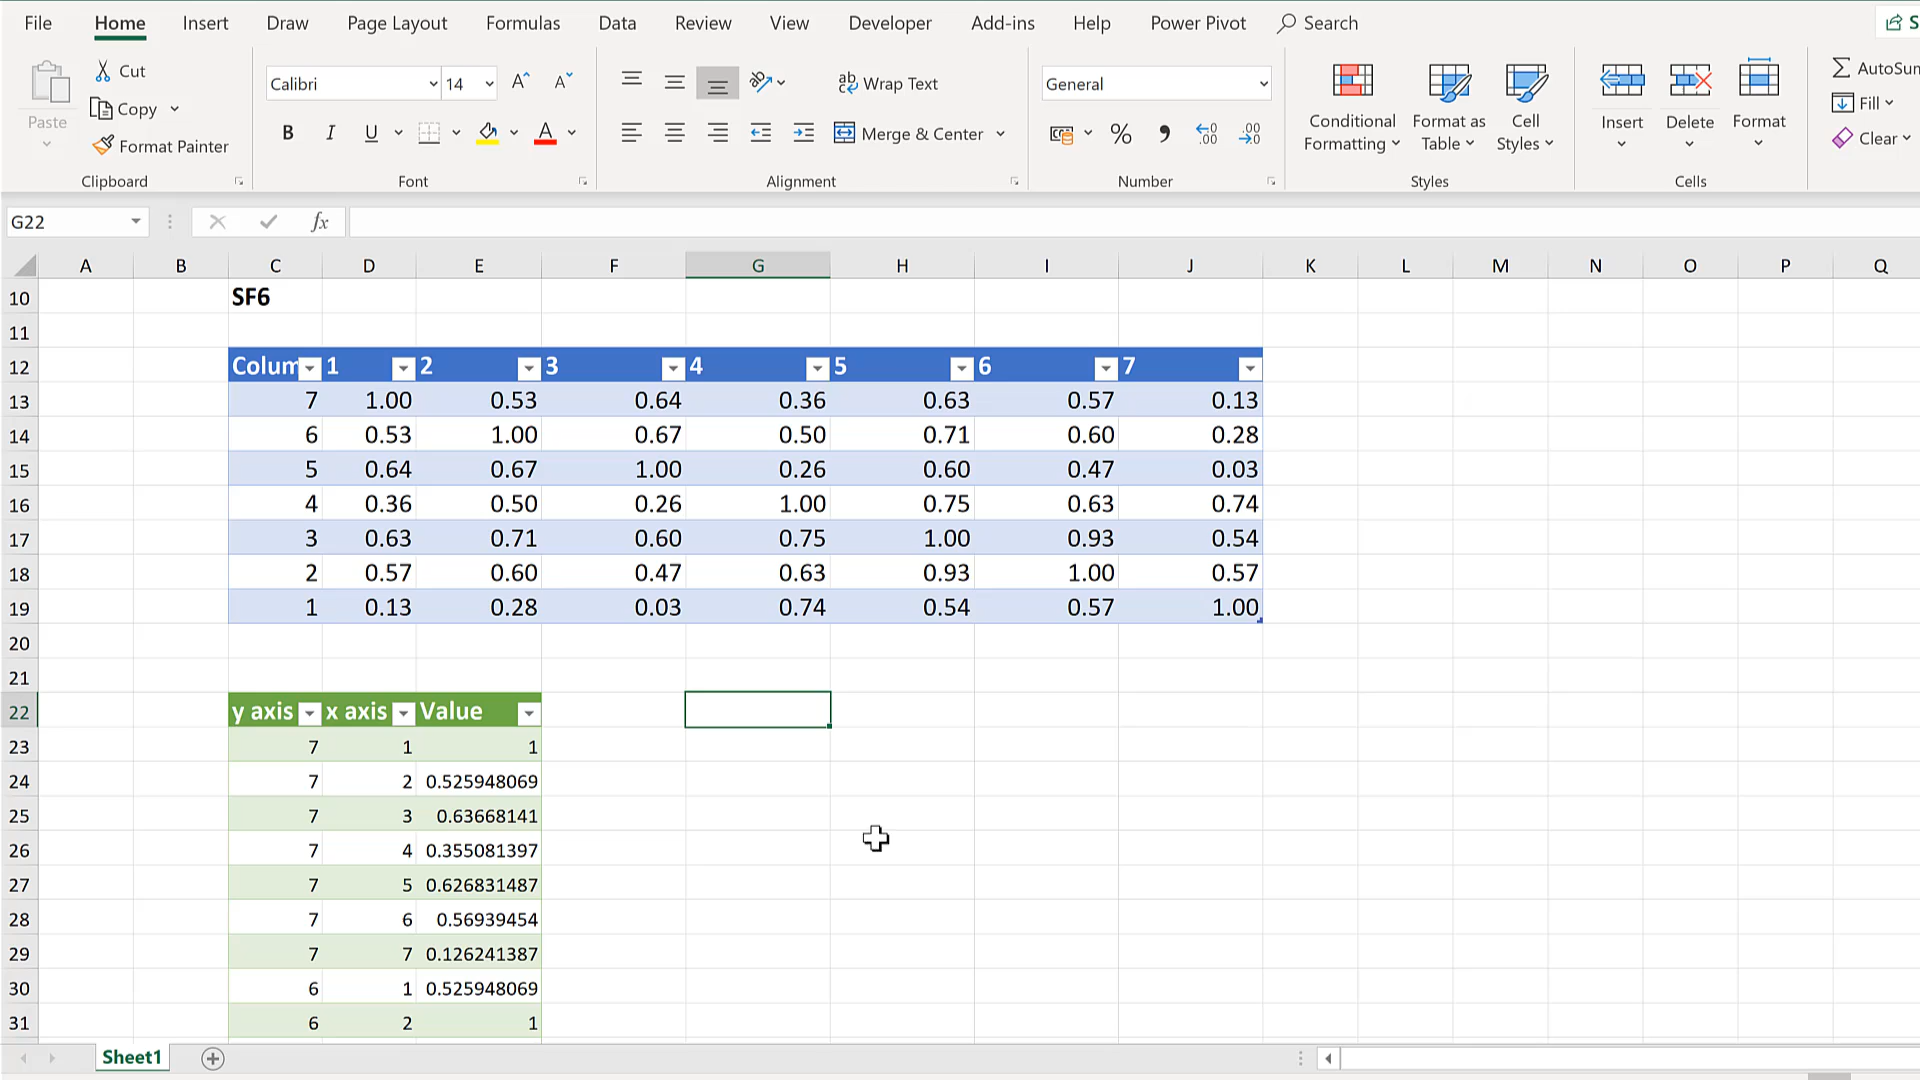 File Home Insert Draw Page Layout Formulas Data Review View Developer Add-ins Help Power Pivot Search
Paste Cut Copy Format Painter
Clipboard
Calibri 14
A^ A˅
B I U A
Font
ab Wrap Text
Merge & Center
Alignment
General
% , .00 .00
Number
Conditional Formatting
Format as Table
Cell Styles
Styles
Insert Delete Format
Cells
Fill
Clear
G22 fx
A B C D E F G H I J K L M N O P Q
10 SF6
11
12 Colum 1 2 3 4 5 6 7
13 7 1.00 0.53 0.64 0.36 0.63 0.57 0.13
14 6 0.53 1.00 0.67 0.50 0.71 0.60 0.28
15 5 0.64 0.67 1.00 0.26 0.60 0.47 0.03
16 4 0.36 0.50 0.26 1.00 0.75 0.63 0.74
17 3 0.63 0.71 0.60 0.75 1.00 0.93 0.54
18 2 0.57 0.60 0.47 0.63 0.93 1.00 0.57
19 1 0.13 0.28 0.03 0.74 0.54 0.57 1.00
20
21
22 y axis x axis Value
23 7 1 1
24 7 2 0.525948069
25 7 3 0.63668141
26 7 4 0.355081397
27 7 5 0.626831487
28 7 6 0.56939454
29 7 7 0.126241387
30 6 1 0.525948069
31 6 2 1
Sheet1